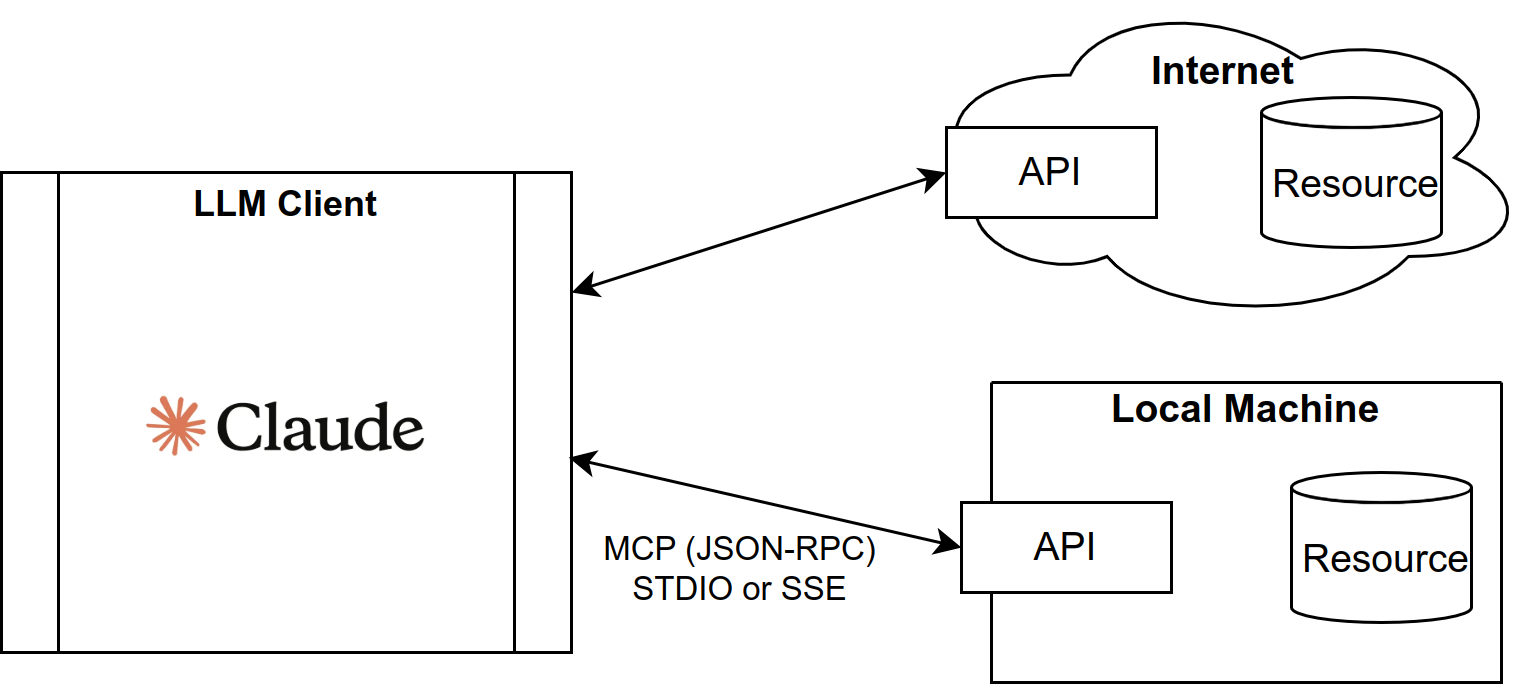 Internet
API
Resource
LLM Client
Claude
Local Machine
API
Resource
MCP (JSON-RPC)
STDIO or SSE